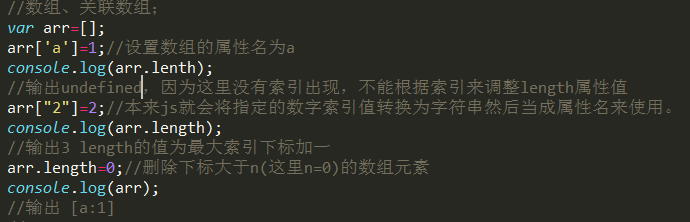 //数组、关联数组;
var arr=[];
arr['a']=1;//设置数组的属性名为a
console.log(arr.lenth);
//输出undefined，因为这里没有索引出现，不能根据索引来调整length属性值
arr["2"]=2;//本来js就会将指定的数字索引值转换为字符串然后当成属性名来使用。
console.log(arr.length);
//输出3 length的值为最大索引下标加一
arr.length=0;//删除下标大于n(这里n=0)的数组元素
console.log(arr);
//输出 [a:1]